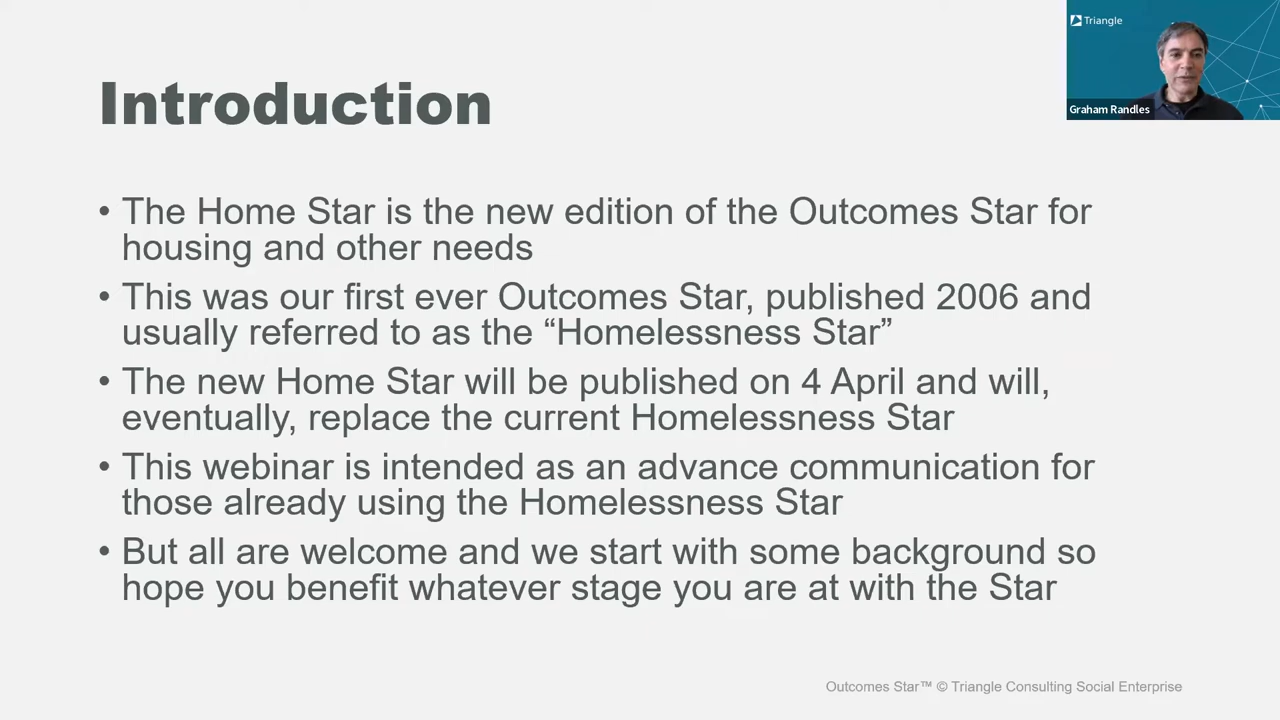 Triangle
Graham Randles
Introduction
• The Home Star is the new edition of the Outcomes Star for
housing and other needs
• This was our first ever Outcomes Star, published 2006 and
usually referred to as the “Homelessness Star”
• The new Home Star will be published on 4 April and will,
eventually, replace the current Homelessness Star
• This webinar is intended as an advance communication for
those already using the Homelessness Star
• But all are welcome and we start with some background so
hope you benefit whatever stage you are at with the Star
Outcomes Star™ © Triangle Consulting Social Enterprise